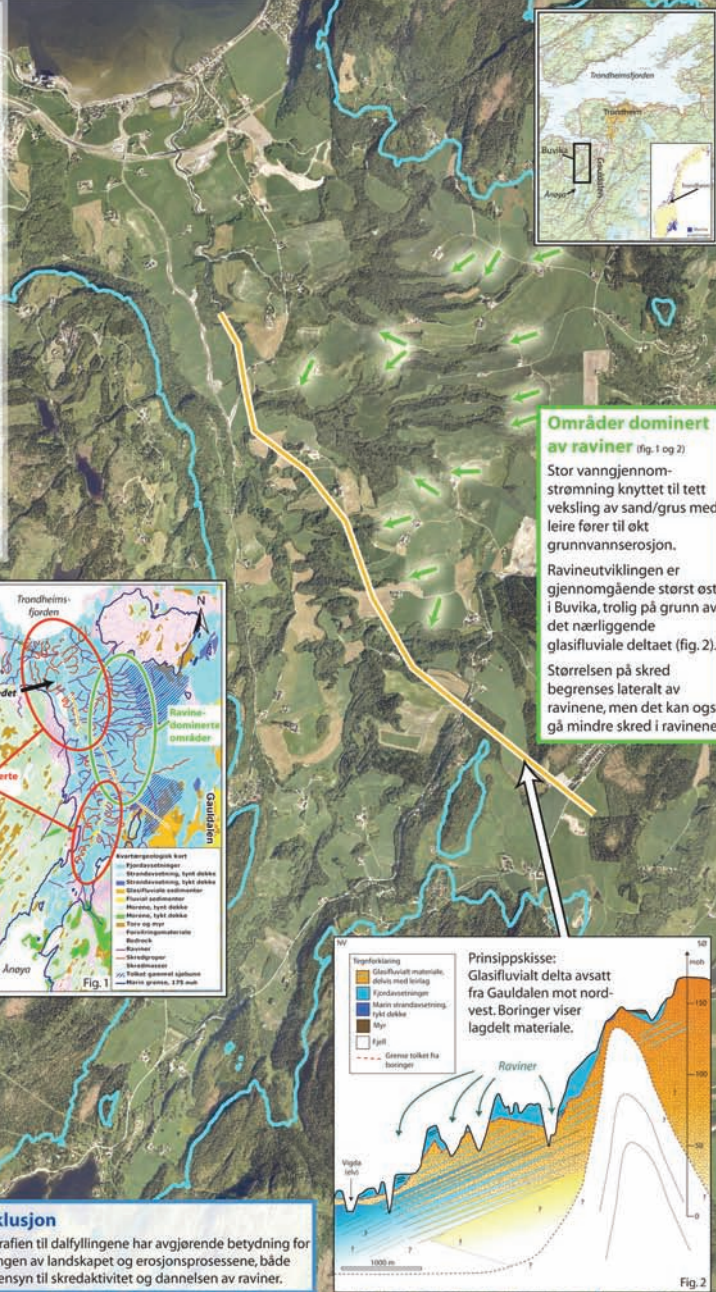 Trondheimsfjorden
Trondheim
Buvika
Gauldalen
Ånøya
Områder dominert
av raviner (fig. 1 og 2)
Stor vanngjennom-
strømning knyttet til tett
veksling av sand/grus med
leire fører til økt
grunnvannserosjon.
Ravineutviklingen er
gjennomgående størst øst
i Buvika, trolig på grunn av
det nærliggende
glasifluviale deltaet (fig. 2).
Størrelsen på skred
begrenses lateralt av
ravinene, men det kan ogs
gå mindre skred i ravinene
Trondheims-
fjorden
N
det
Ravine-
dominerte
områder
erte
Gauldalen
Kvartærgeologisk kart
Fjordavsetninger
Strandavsetning, tynt dekke
Strandavsetning, tykt dekke
Glasifluviale sedimenter
Fluvial sedimenter
Morene, tynt dekke
Morene, tykt dekke
Torv og myr
Forvitringsmateriale
Bedrock
Raviner
Skredgroper
Skredmasser
Tolket gammel sjøbunn
Marin grense, 175 moh
Ånøya
Fig. 1
NV
SØ
Tegnforklaring
Glasifluvialt materiale,
delvis med leirlag
Fjordavsetninger
Marin strandavsetning,
tykt dekke
Myr
Fjell
Grense tolket fra
boringer
Prinsippskisse:
Glasifluvialt delta avsatt
fra Gauldalen mot nord-
vest. Boringer viser
lagdelt materiale.
moh
150
100
50
0
Raviner
Vigda
(elv)
1000 m
? ? ? ? ? ? ? ?
Fig. 2
klusjon
rafien til dalfyllingene har avgjørende betydning for
ngen av landskapet og erosjonsprosessene, både
ensyn til skredaktivitet og dannelsen av raviner.